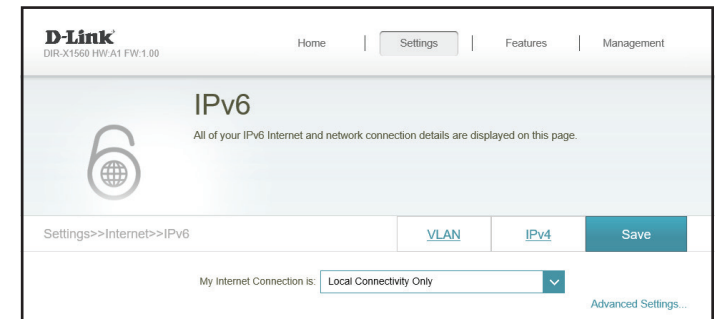 D-Link
DIR-X1560 HW:A1 FW:1.00
Home | Settings | Features | Management
IPv6
All of your IPv6 Internet and network connection details are displayed on this page.
Settings>>Internet>>IPv6
VLAN
IPv4
Save
My Internet Connection is: Local Connectivity Only
Advanced Settings...